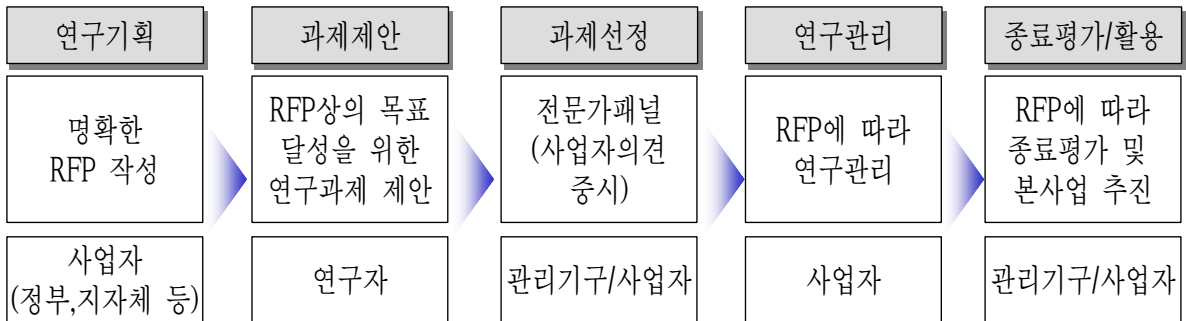 연구기획
과제제안
과제선정
연구관리
종료평가/활용
명확한
RFP 작성
RFP상의 목표
달성을 위한
연구과제 제안
전문가패널
(사업자의견
중시)
RFP에 따라
연구관리
RFP에 따라
종료평가 및
본사업 추진
사업자
(정부,지자체 등)
연구자
관리기구/사업자
사업자
관리기구/사업자